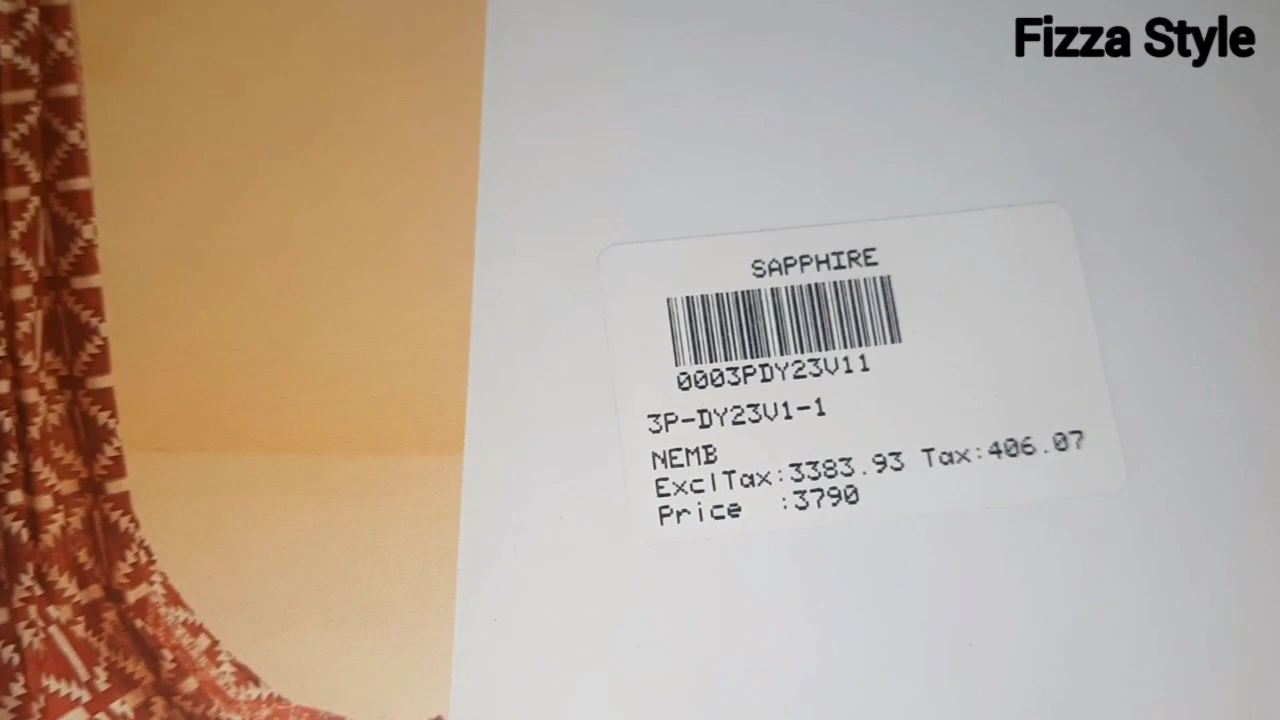 Fizza Style
SAPPHIRE
0003PDY23V11
3P-DY23V1-1
NEMB
ExclTax:3383.93 Tax:406.07
Price :3790